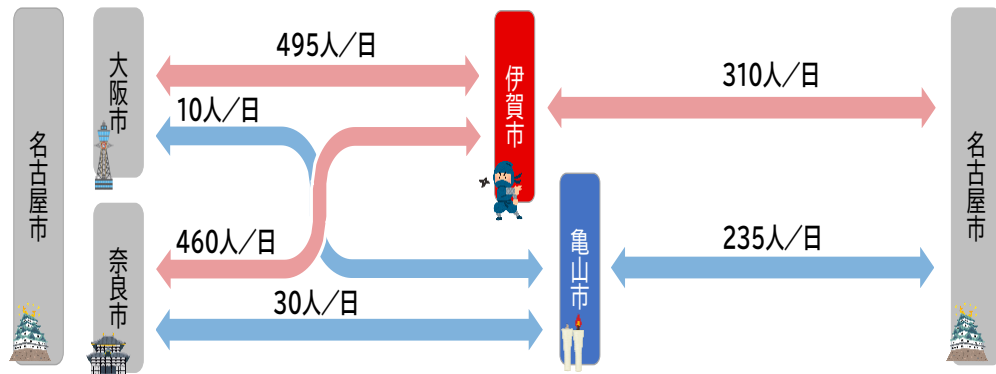 名古屋市
大阪市
奈良市
495人/日
10人/日
460人/日
30人/日
伊賀市
亀山市
310人/日
235人/日
名古屋市